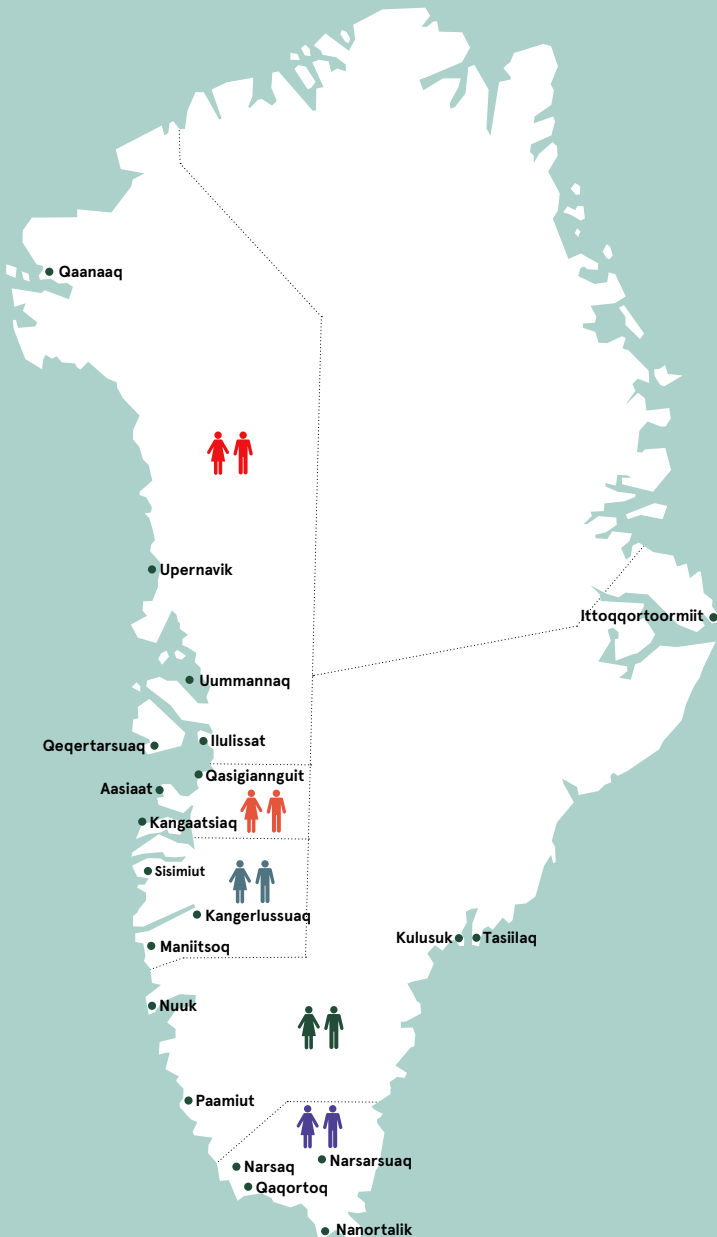 Qaanaaq
Upernavik
Ittoqqortoormiit
Uummannaq
Ilulissat
Qeqertarsuaq
Qasigiannguit
Aasiaat
Kangaatsiaq
Sisimiut
Kangerlussuaq
Kulusuk
Tasiilaq
Maniitsoq
Nuuk
Paamiut
Narsarsuaq
Narsaq
Qaqortoq
Nanortalik